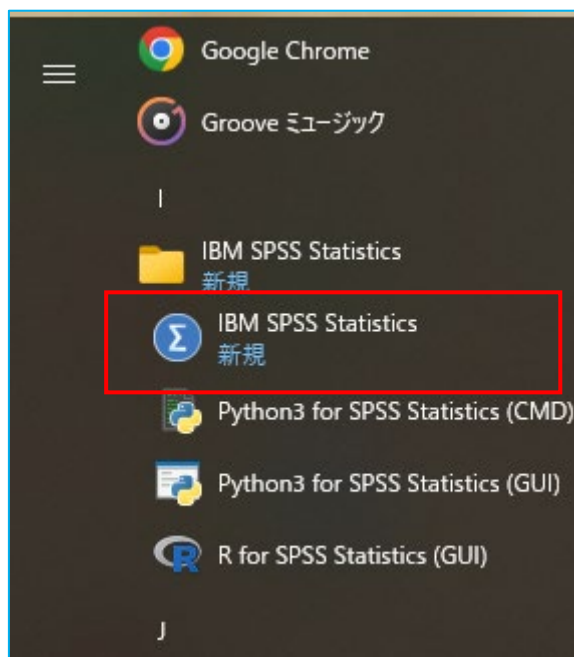 Google Chrome
Groove ミュージック
I
IBM SPSS Statistics
新規
IBM SPSS Statistics
新規
Python3 for SPSS Statistics (CMD)
Python3 for SPSS Statistics (GUI)
R for SPSS Statistics (GUI)
J